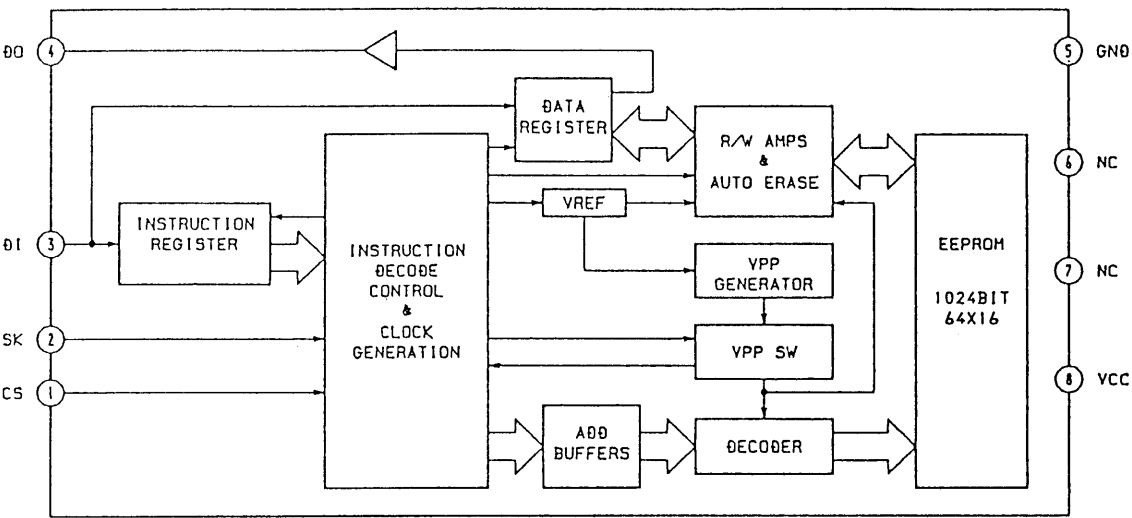 DO 4
5 GND
DATA
REGISTER
R/W AMPS
&
AUTO ERASE
6 NC
VREF
INSTRUCTION
REGISTER
DI 3
INSTRUCTION
DECODE
CONTROL
&
CLOCK
GENERATION
VPP
GENERATOR
EEPROM
1024BIT
64X16
7 NC
SK 2
VPP SW
CS 1
8 VCC
ADD
BUFFERS
DECODER